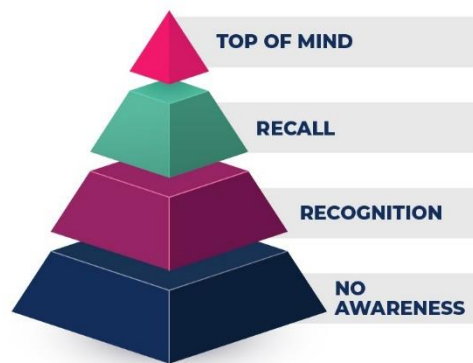 TOP OF MIND
RECALL
RECOGNITION
NO
AWARENESS